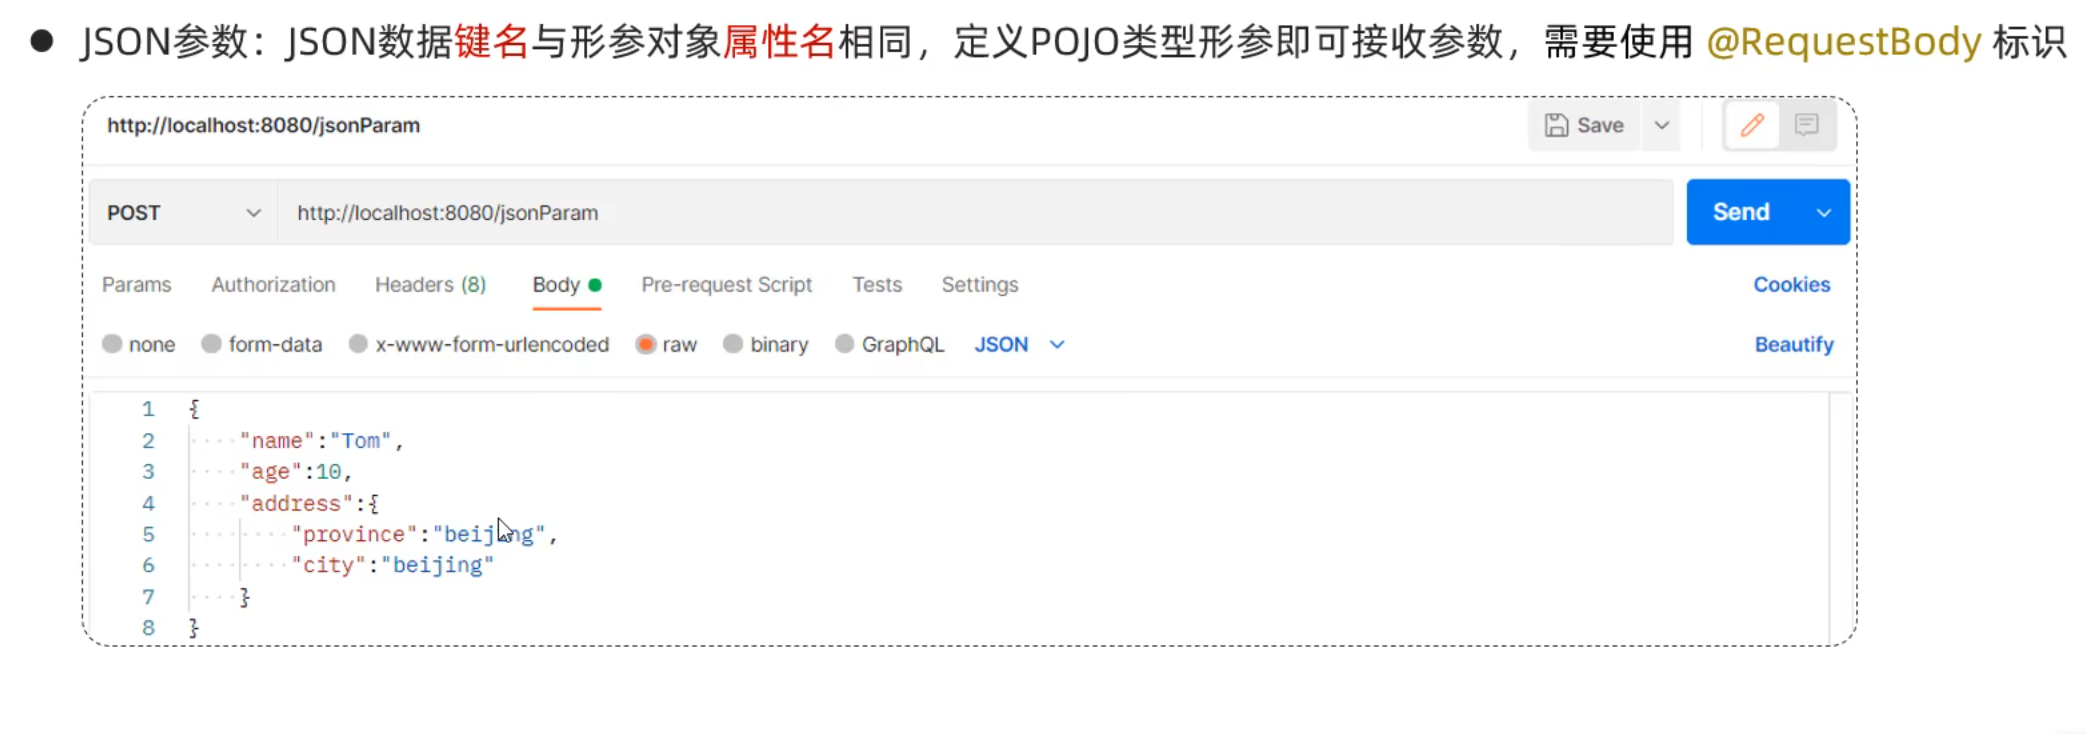 ● JSON参数：JSON数据键名与形参对象属性名相同，定义POJO类型形参即可接收参数，需要使用 @RequestBody 标识
http://localhost:8080/jsonParam
Save
POST
http://localhost:8080/jsonParam
Send
Params Authorization Headers (8) Body Pre-request Script Tests Settings Cookies
none form-data x-www-form-urlencoded raw binary GraphQL JSON Beautify
1 {
2 "name":"Tom",
3 "age":10,
4 "address":{
5 "province":"beijing",
6 "city":"beijing"
7 }
8 }